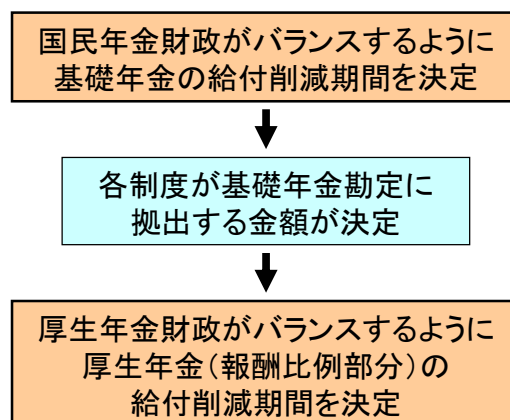 国民年金財政がバランスするように
基礎年金の給付削減期間を決定
各制度が基礎年金勘定に
拠出する金額が決定
厚生年金財政がバランスするように
厚生年金(報酬比例部分)の
給付削減期間を決定